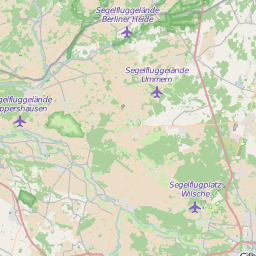 Segelfluggelände
Berliner Heide
Segelfluggelände
Ummern
egelfluggelände
ppershausen
Segelflugplatz
Wilsche